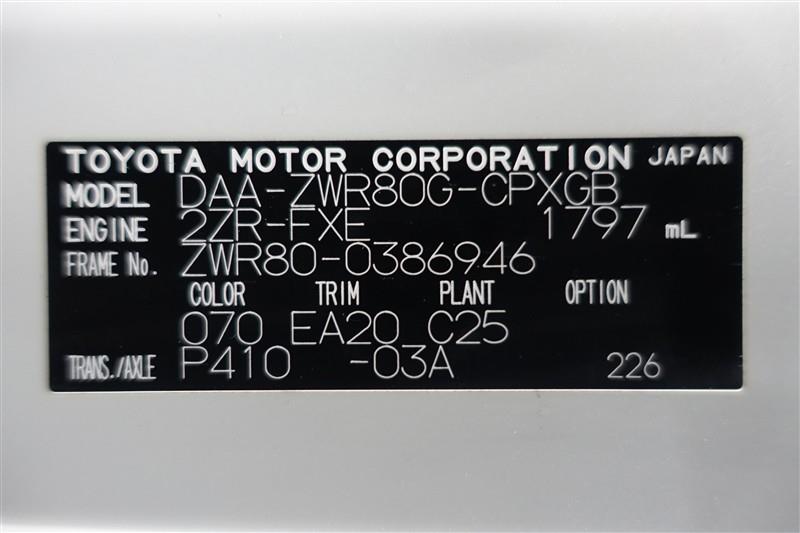 TOYOTA MOTOR CORPORATION JAPAN
MODEL DAA-ZWR80G-CPXGB
ENGINE 2ZR-FXE 1797 mL
FRAME No. ZWR80-0386946
COLOR TRIM PLANT OPTION
070 EA20 C25
TRANS./AXLE P410 -03A 226